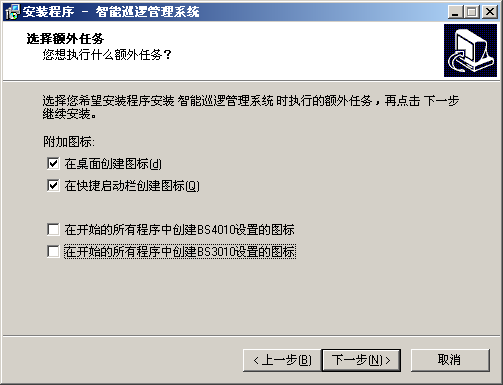 安装程序 - 智能巡逻管理系统
选择额外任务
您想执行什么额外任务？
选择您希望安装程序安装 智能巡逻管理系统 时执行的额外任务，再点击 下一步
继续安装。
附加图标:
在桌面创建图标(d)
在快捷启动栏创建图标(Q)
在开始的所有程序中创建BS4010设置的图标
在开始的所有程序中创建BS3010设置的图标
<上一步(B) 下一步(N)> 取消